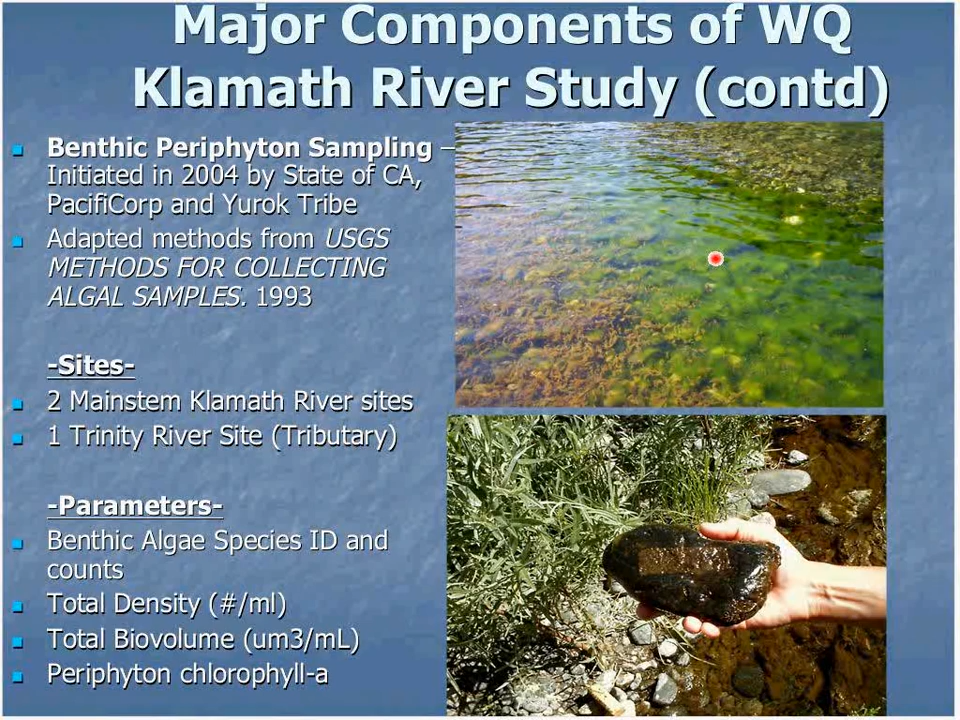 Major Components of WQ
Klamath River Study (contd)
Benthic Periphyton Sampling –
Initiated in 2004 by State of CA,
PacifiCorp and Yurok Tribe
Adapted methods from USGS
METHODS FOR COLLECTING
ALGAL SAMPLES. 1993
-Sites-
2 Mainstem Klamath River sites
1 Trinity River Site (Tributary)
-Parameters-
Benthic Algae Species ID and
counts
Total Density (#/ml)
Total Biovolume (um3/mL)
Periphyton chlorophyll-a